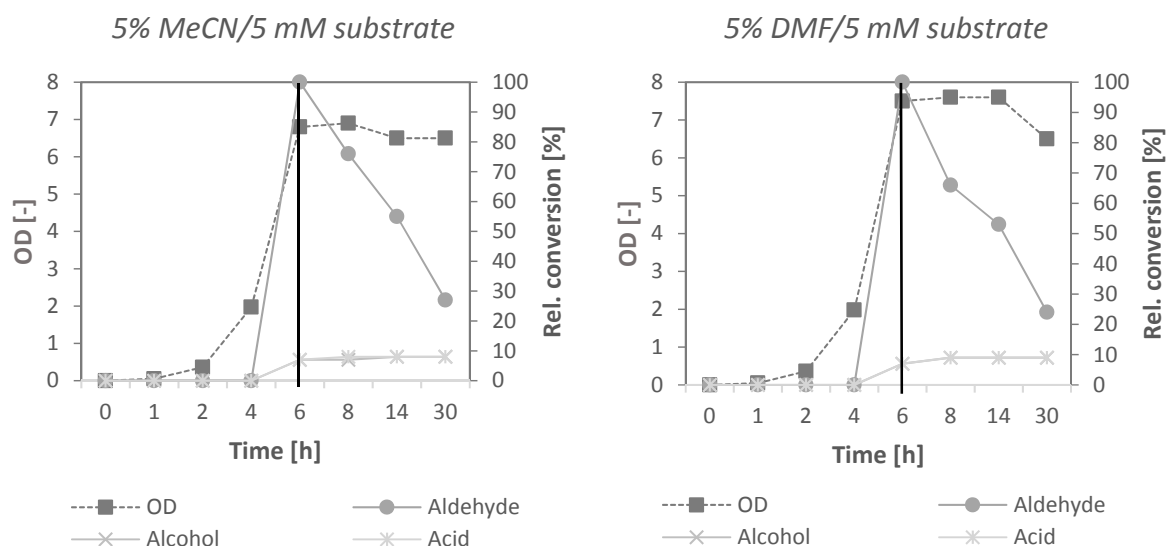 5% MeCN/5 mM substrate
OD [-]
8
7
6
5
4
3
2
1
0
100
90
80
70
60
50
40
30
20
10
0
Rel. conversion [%]
0 1 2 4 6 8 14 30
Time [h]
OD Aldehyde
Alcohol Acid
5% DMF/5 mM substrate
OD [-]
8
7
6
5
4
3
2
1
0
100
90
80
70
60
50
40
30
20
10
0
Rel. conversion [%]
0 1 2 4 6 8 14 30
Time [h]
OD Aldehyde
Alcohol Acid